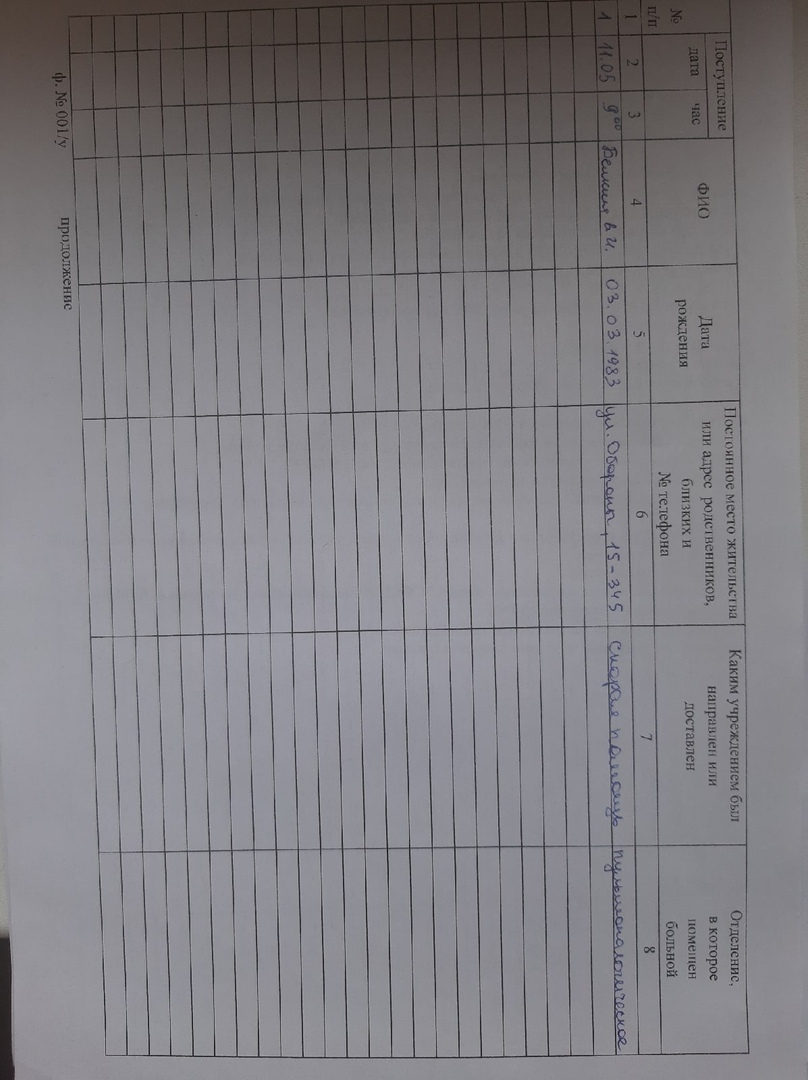 № п/п
Поступление
дата
час
ФИО
Дата рождения
Постоянное место жительства
или адрес родственников,
близких и
№ телефона
Каким учреждением был
направлен или
доставлен
Отделение,
в которое
помещен
больной
1 2 3 4 5 6 7 8
1 11.05 9⁰⁰ В.И. 03.03.1983 ул. Обороны, 15-345 Скорая помощь пульмонологическое
ф. № 001/у продолжение